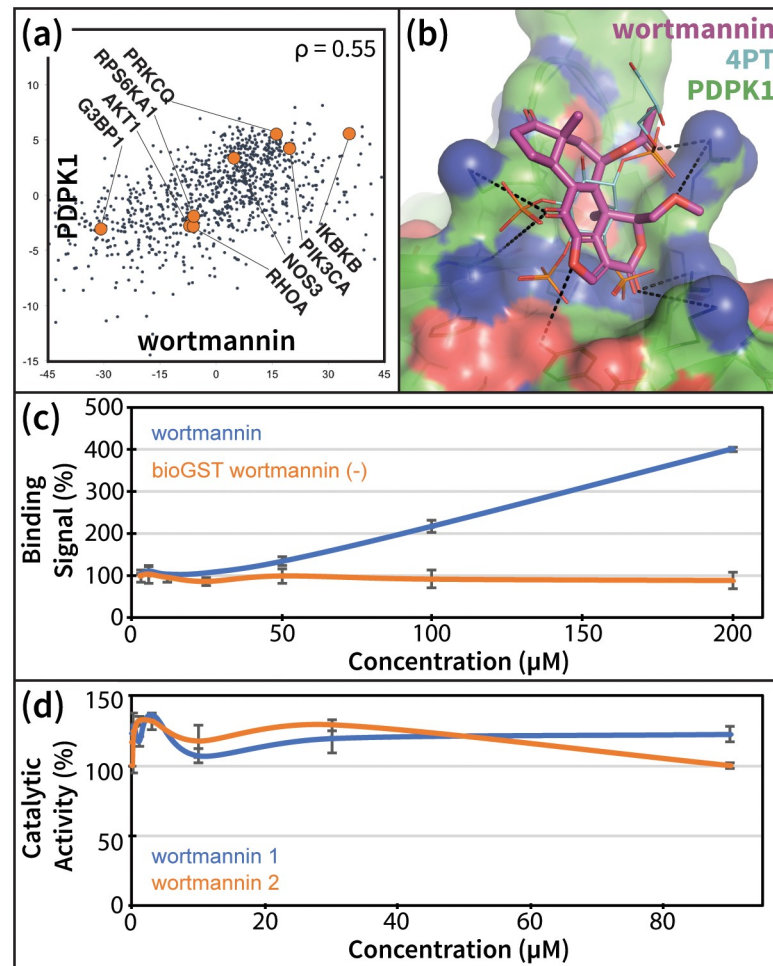 (a)
ρ = 0.55
PRKCQ
RPS6KA1
AKT1
G3BP1
10
5
0
-5
-10
-15
PDPK1
IKBKB
PIK3CA
NOS3
RHOA
wortmannin
-45 -30 -15 0 15 30 45
(b)
wortmannin
4PT
PDPK1
(c)
500
400
300
200
100
0
Binding
Signal (%)
wortmannin
bioGST wortmannin (-)
0 50 100 150 200
Concentration (µM)
(d)
150
100
50
0
Catalytic
Activity (%)
wortmannin 1
wortmannin 2
0 20 40 60 80
Concentration (µM)